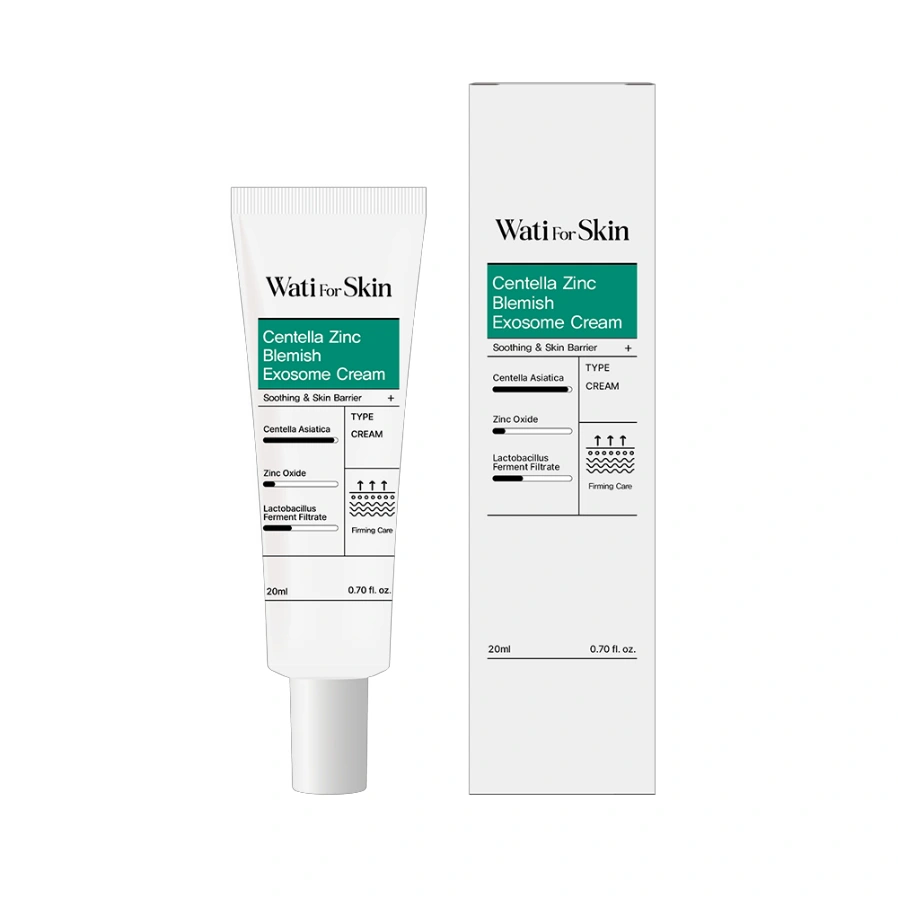 Wati For Skin
Centella Zinc
Blemish
Exosome Cream
Soothing & Skin Barrier +
Centella Asiatica
Zinc Oxide
Lactobacillus
Ferment Filtrate
TYPE
CREAM
Firming Care
20ml 0.70 fl. oz.
Wati For Skin
Centella Zinc
Blemish
Exosome Cream
Soothing & Skin Barrier +
Centella Asiatica
Zinc Oxide
Lactobacillus
Ferment Filtrate
TYPE
CREAM
Firming Care
20ml 0.70 fl. oz.